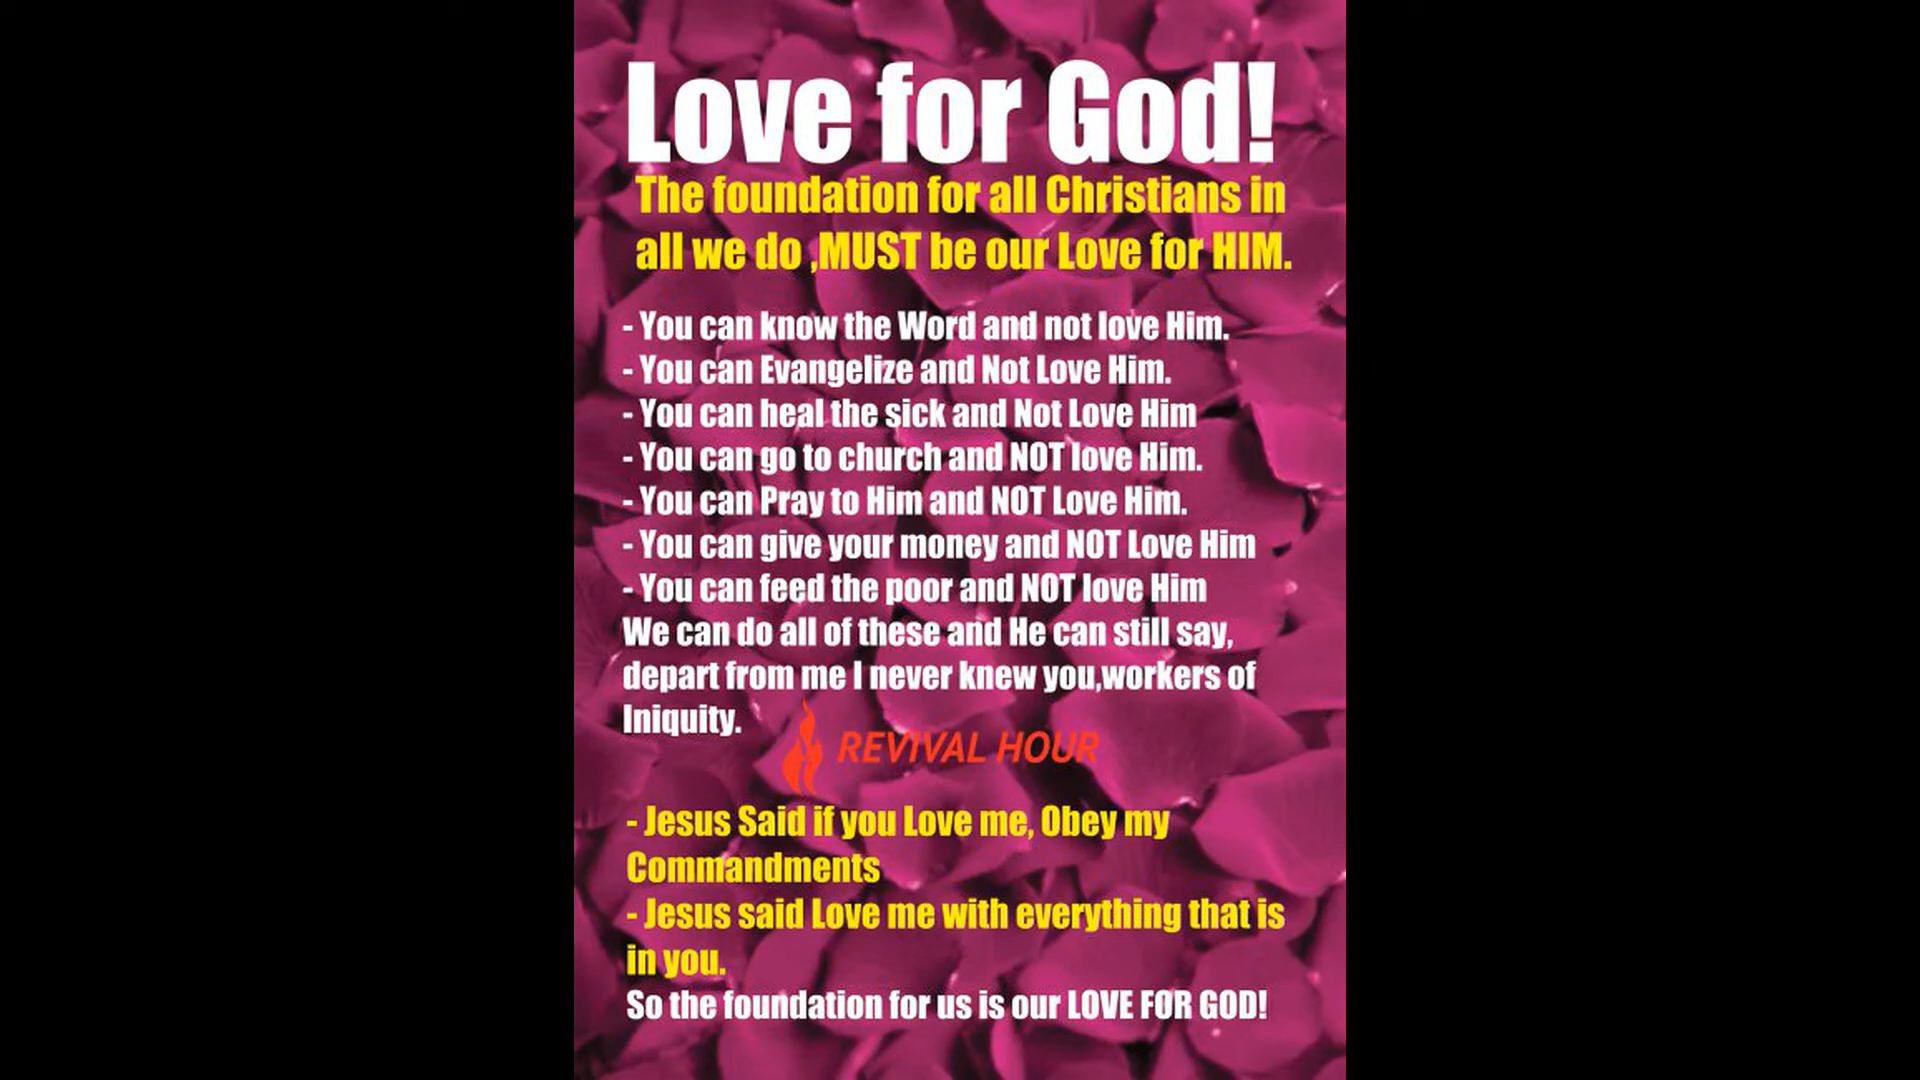 Love for God!
The foundation for all Christians in
all we do ,MUST be our Love for HIM.
- You can know the Word and not love Him.
- You can Evangelize and Not Love Him.
- You can heal the sick and Not Love Him
- You can go to church and NOT love Him.
- You can Pray to Him and NOT Love Him.
- You can give your money and NOT Love Him
- You can feed the poor and NOT love Him
We can do all of these and He can still say,
depart from me I never knew you,workers of
Iniquity.
REVIVAL HOUR
- Jesus Said if you Love me, Obey my
Commandments
- Jesus said Love me with everything that is
in you.
So the foundation for us is our LOVE FOR GOD!